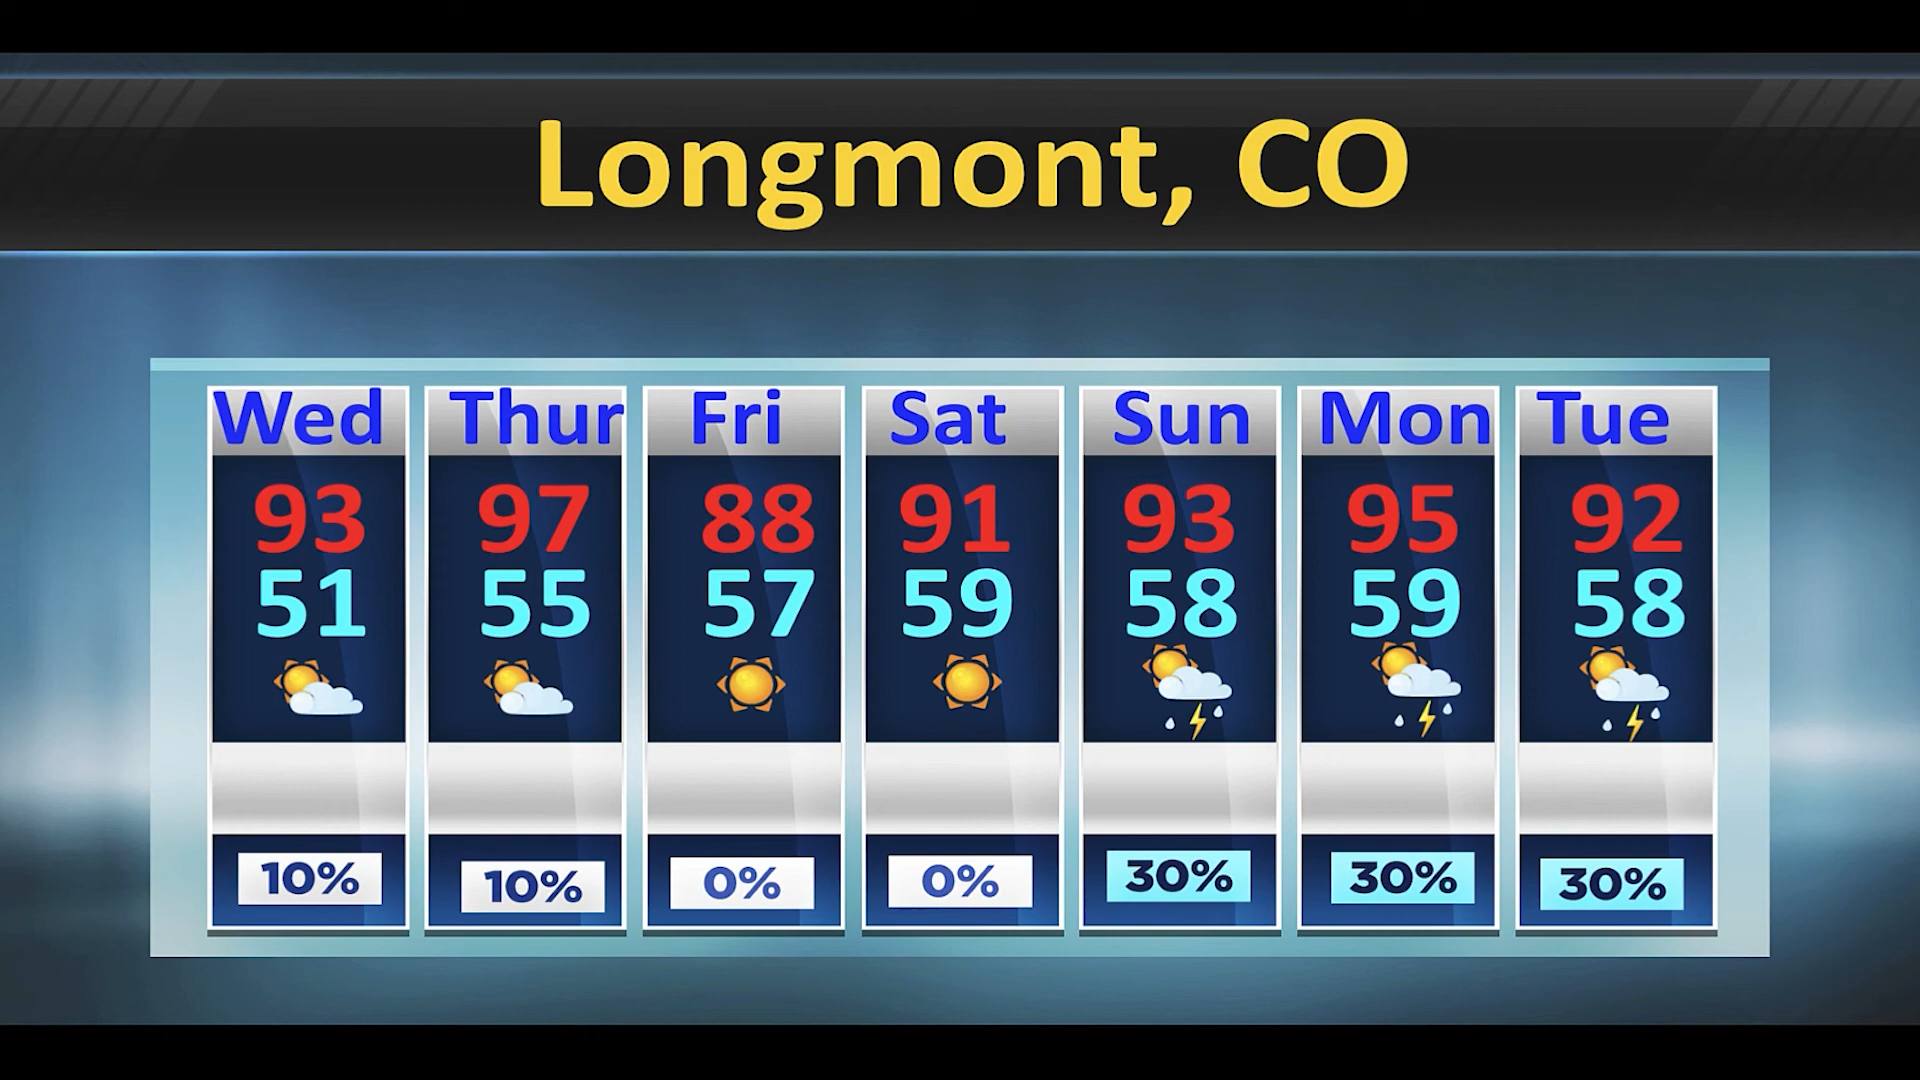 Longmont, CO
Wed Thur Fri Sat Sun Mon Tue
93 97 88 91 93 95 92
51 55 57 59 58 59 58
10% 10% 0% 0% 30% 30% 30%